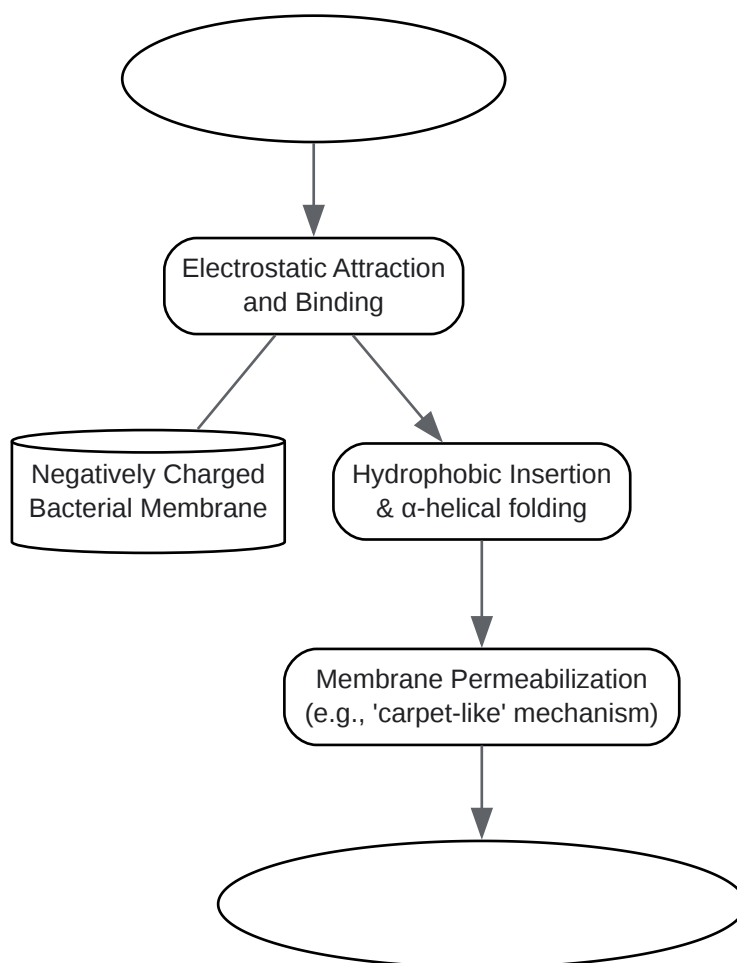 Electrostatic Attraction
and Binding
Negatively Charged
Bacterial Membrane
Hydrophobic Insertion
& α-helical folding
Membrane Permeabilization
(e.g., 'carpet-like' mechanism)